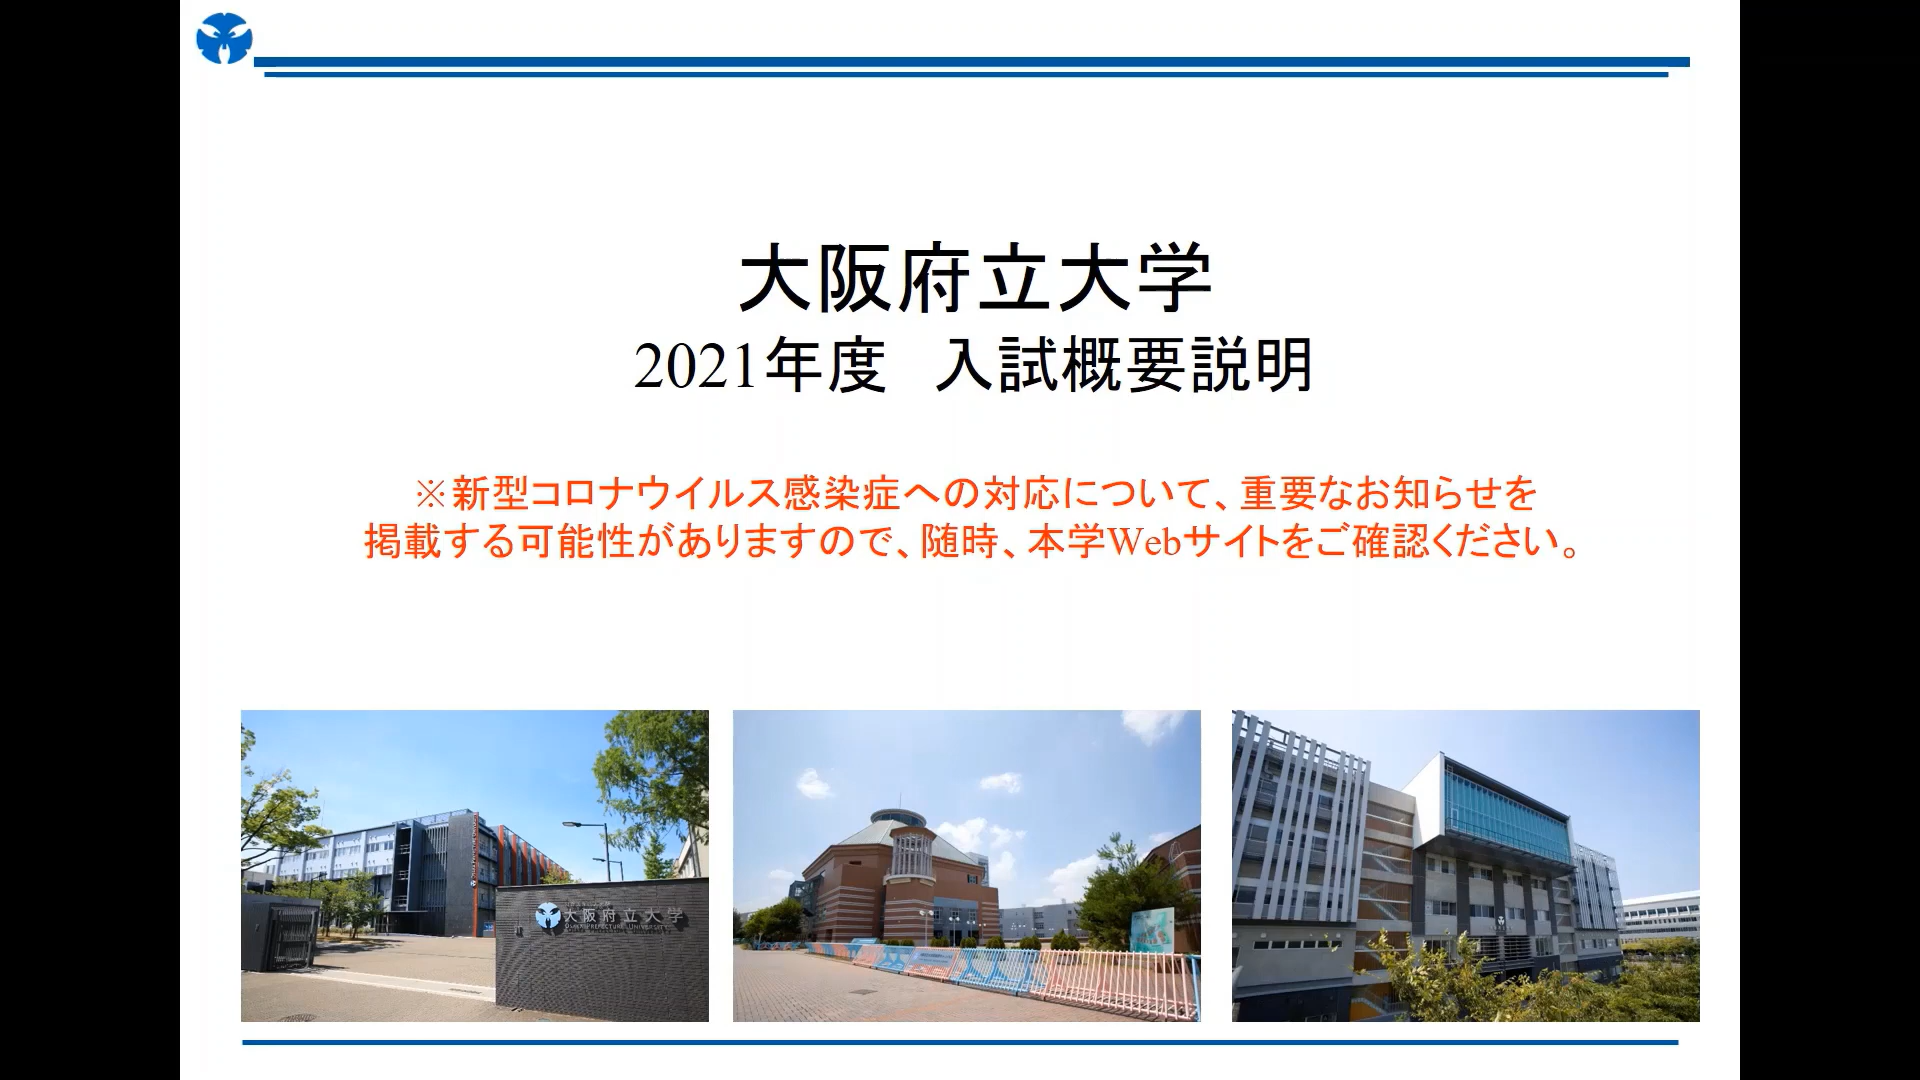 大阪府立大学
2021年度　入試概要説明
※新型コロナウイルス感染症への対応について、重要なお知らせを
掲載する可能性がありますので、随時、本学Webサイトをご確認ください。
大阪府立大学
OSAKA PREFECTURE UNIVERSITY